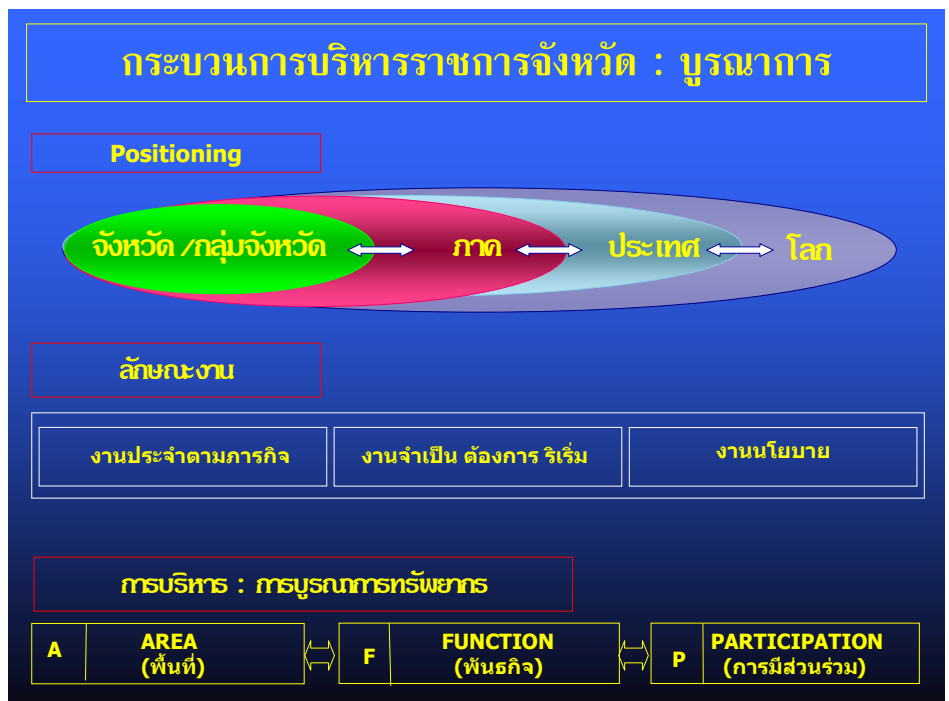 กระบวนการบริหารราชการจังหวัด : บูรณาการ
Positioning
จังหวัด /กลุ่มจังหวัด ภาค ประเทศ โลก
ลักษณะงาน
งานประจำตามภารกิจ งานจำเป็น ต้องการ ริเริ่ม งานนโยบาย
การบริหาร : การบูรณาการทรัพยากร
A AREA F FUNCTION P PARTICIPATION
(พื้นที่) (พันธกิจ) (การมีส่วนร่วม)